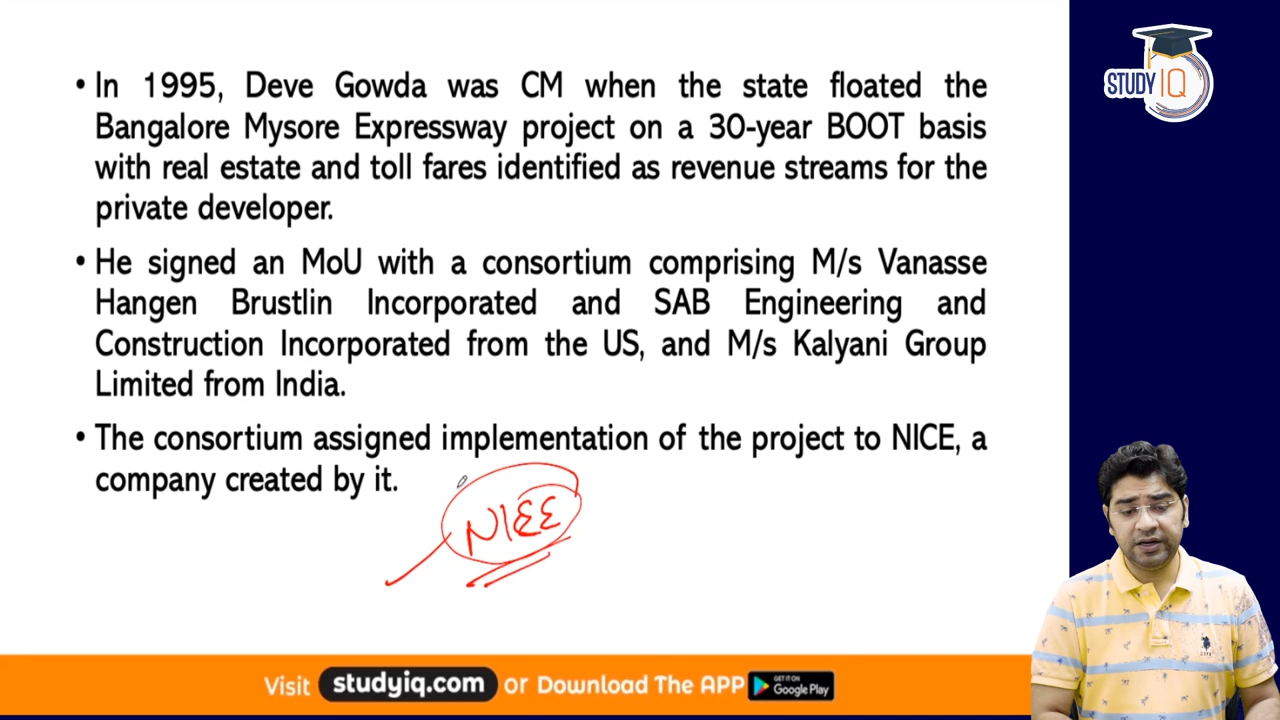 STUDY IQ
• In 1995, Deve Gowda was CM when the state floated the
Bangalore Mysore Expressway project on a 30-year BOOT basis
with real estate and toll fares identified as revenue streams for the
private developer.
• He signed an MoU with a consortium comprising M/s Vanasse
Hangen Brustlin Incorporated and SAB Engineering and
Construction Incorporated from the US, and M/s Kalyani Group
Limited from India.
• The consortium assigned implementation of the project to NICE, a
company created by it.
NIEE
Visit studyiq.com or Download The APP GET IT ON Google Play